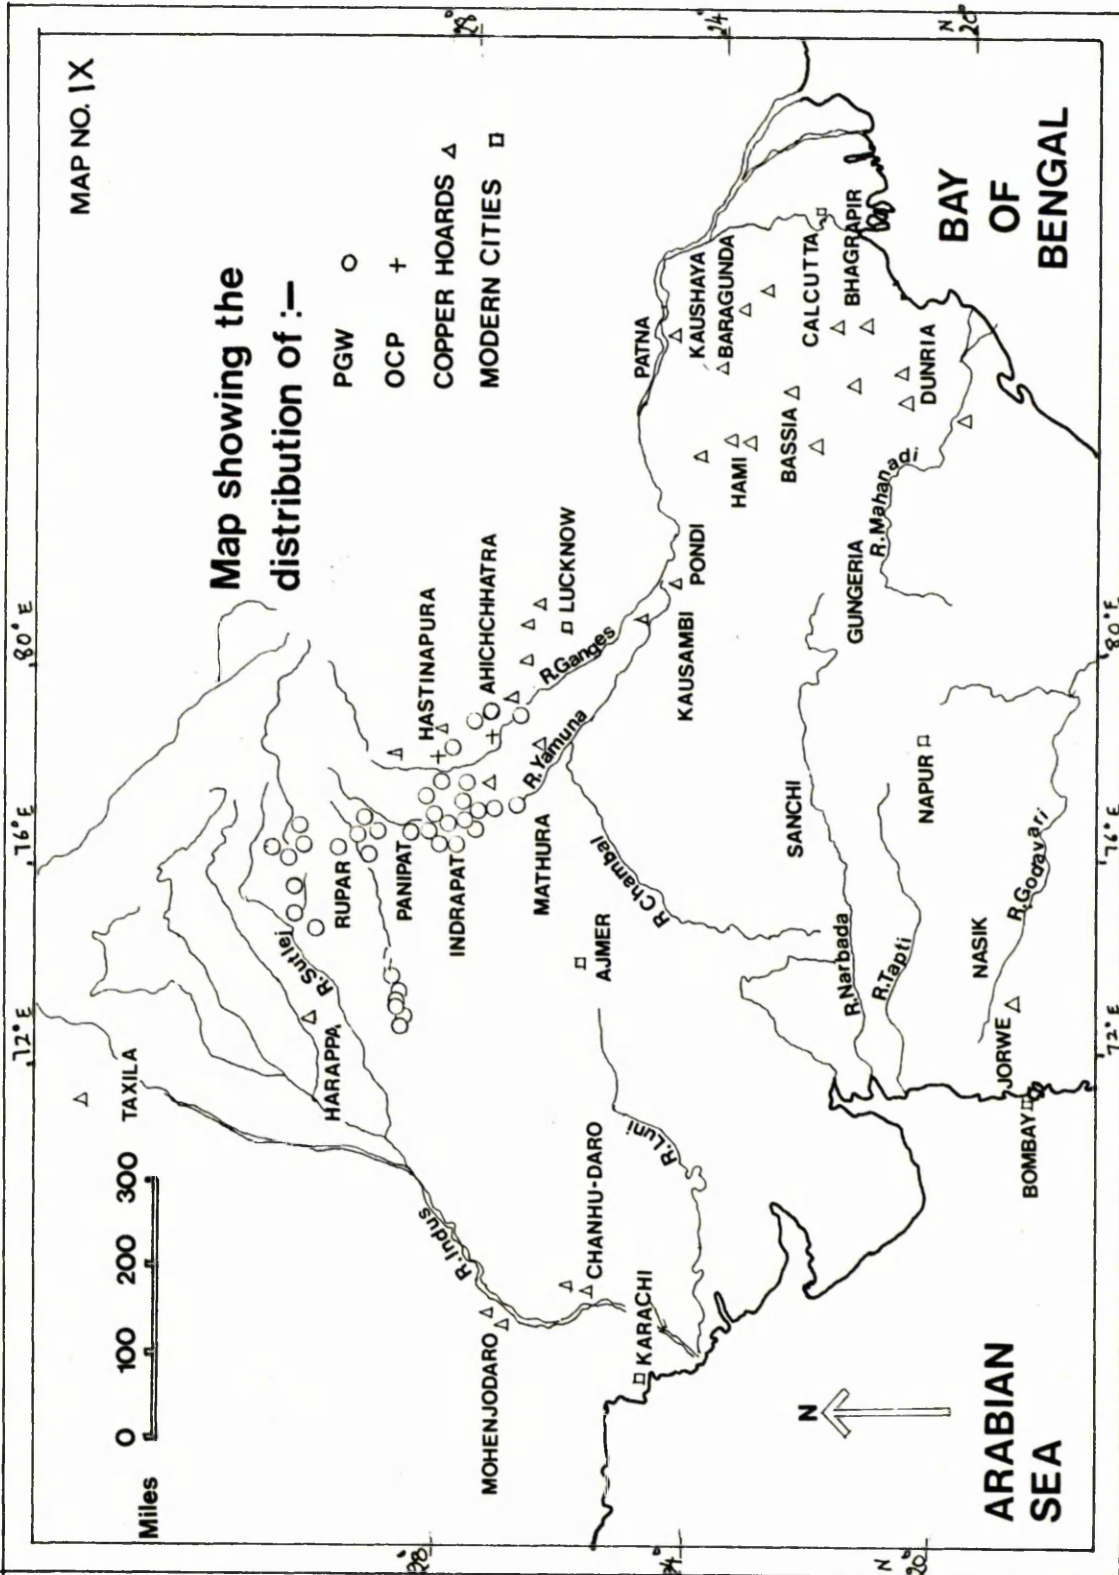 MAP NO. IX
Map showing the
distribution of :—
PGW
OCP
COPPER HOARDS
MODERN CITIES
Miles 0 100 200 300
72°E
76°E
80°E
28°
24°
N 20°
28°
24°
N 20°
72°E
76°E
80°E
TAXILA
HARAPPA
R.Sutlej
RUPAR
PANIPAT
INDRAPAT
HASTINAPURA
AHICHCHHATRA
LUCKNOW
R.Ganges
R.Yamuna
MATHURA
AJMER
R.Chambal
KAUSAMBI
PONDI
PATNA
KAUSHAYA
BARAGUNDA
HAMI
BASSIA
CALCUTTA
BHAGRAPIR
DUNRIA
R.Mahanadi
GUNGERIA
SANCHI
R.Narbada
R.Tapti
NAPUR
NASIK
R.Godavari
JORWE
BOMBAY
R.Indus
MOHENJODARO
CHANHU-DARO
KARACHI
R.Luni
N
ARABIAN
SEA
BAY
OF
BENGAL